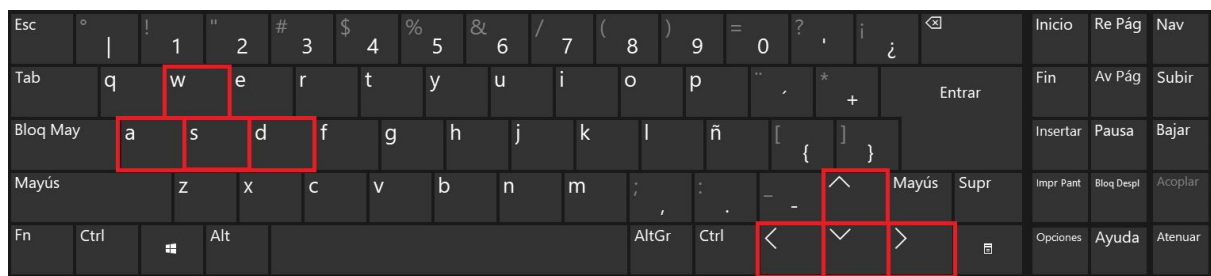 Esc ° | ! 1 " 2 # 3 $ 4 % 5 & 6 / 7 ( 8 ) 9 = 0 ? ' ¡ ¿ Inicio Re Pág Nav
Tab q w e r t y u i o p ¨ ´ * + Entrar Fin Av Pág Subir
Bloq May a s d f g h j k l ñ [ { ] } Insertar Pausa Bajar
Mayús z x c v b n m ; , : . _ - Mayús Supr Impr Pant Bloq Despl Acoplar
Fn Ctrl Alt AltGr Ctrl Opciones Ayuda Atenuar